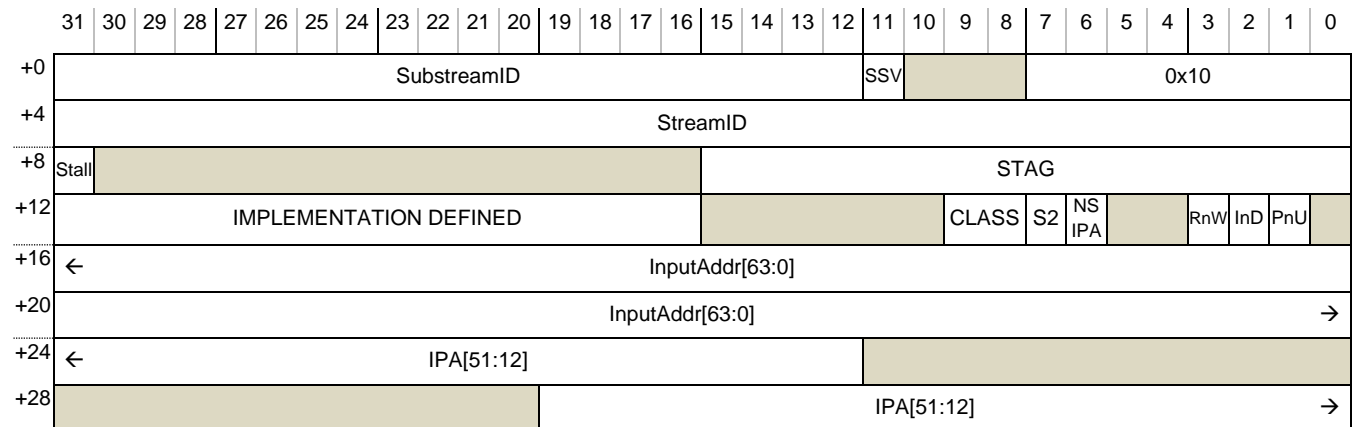 31 30 29 28 27 26 25 24 23 22 21 20 19 18 17 16 15 14 13 12 11 10 9 8 7 6 5 4 3 2 1 0
+0 SubstreamID SSV 0x10
+4 StreamID
+8 Stall STAG
+12 IMPLEMENTATION DEFINED CLASS S2 NS IPA RnW InD PnU
+16 ← InputAddr[63:0]
+20 InputAddr[63:0] →
+24 ← IPA[51:12]
+28 IPA[51:12] →